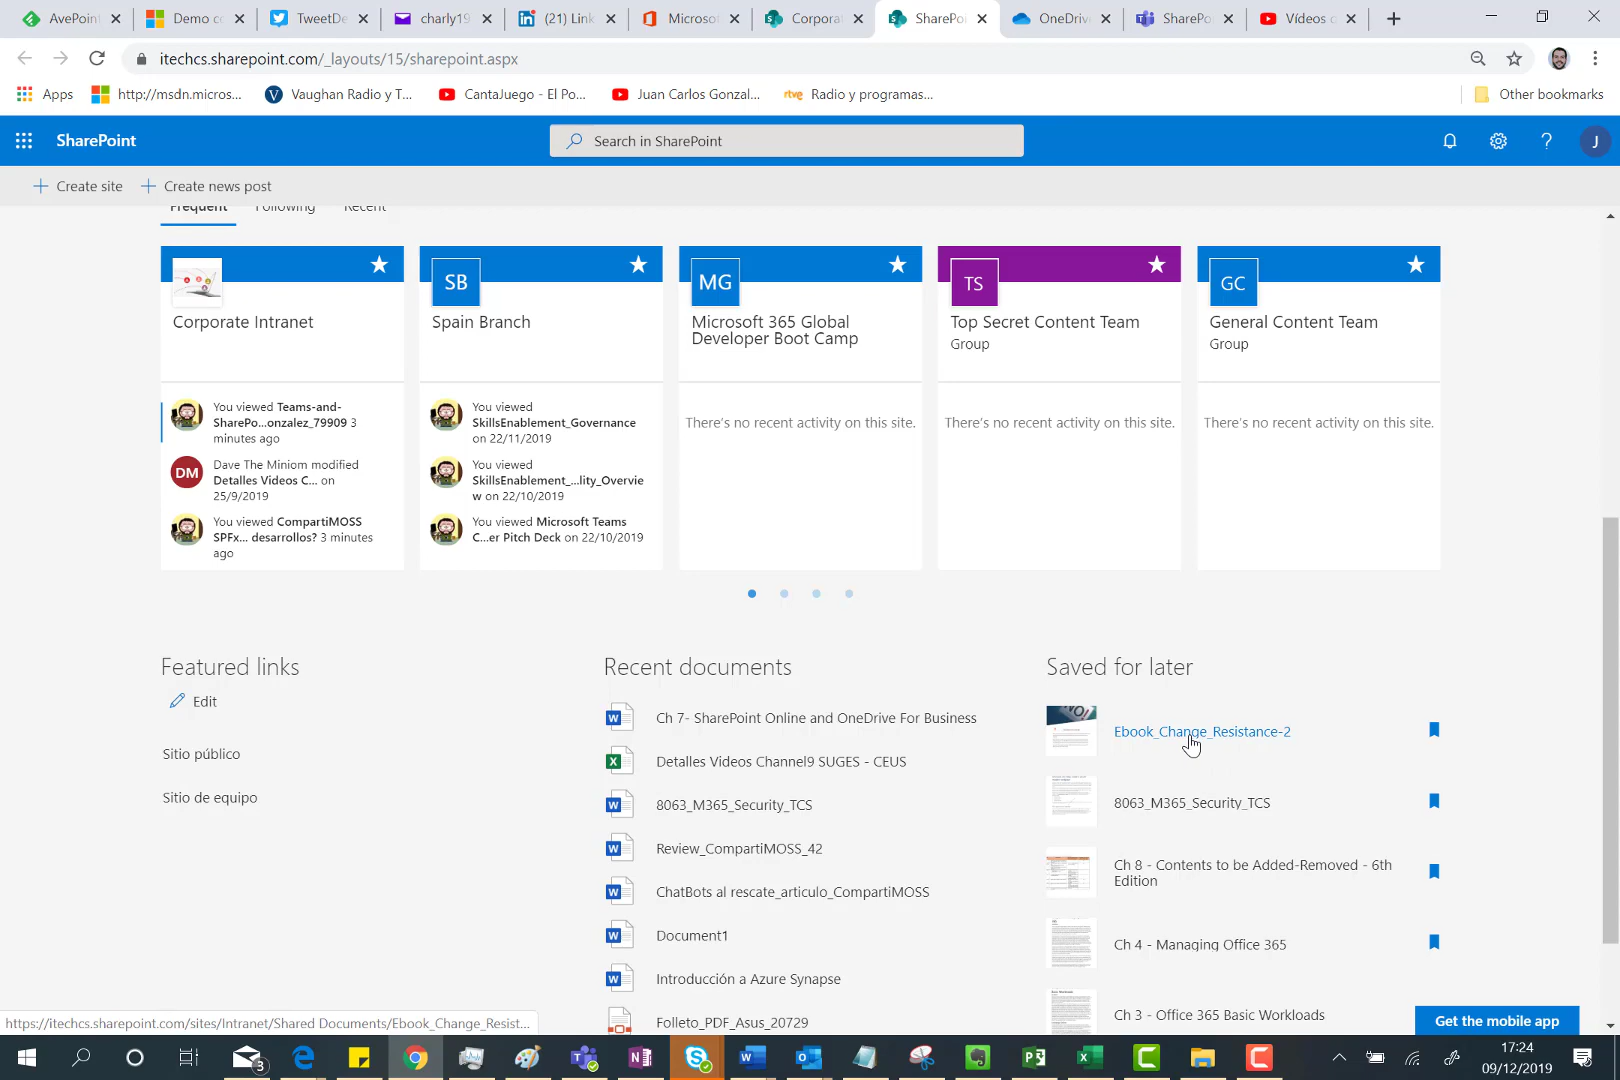 AvePoin
Demo co
TweetDe
charly19
(21) Link
Microsof
Corporat
SharePoi
OneDriv
SharePo
Vídeos c
itechcs.sharepoint.com/_layouts/15/sharepoint.aspx
Apps
http://msdn.micros...
Vaughan Radio y T...
CantaJuego - El Po...
Juan Carlos Gonzal...
rtve Radio y programas...
Other bookmarks
SharePoint
Search in SharePoint
J
Create site
Create news post
Frequent
Following
Recent
Corporate Intranet
You viewed Teams-and-
SharePo...onzalez_79909 3
minutes ago
DM
Dave The Miniom modified
Detalles Videos C... on
25/9/2019
You viewed CompartiMOSS
SPFx... desarrollos? 3 minutes
ago
SB
Spain Branch
You viewed
SkillsEnablement_Governance
on 22/11/2019
You viewed
SkillsEnablement_...lity_Overvie
w on 22/10/2019
You viewed Microsoft Teams
C...er Pitch Deck on 22/10/2019
MG
Microsoft 365 Global
Developer Boot Camp
There's no recent activity on this site.
TS
Top Secret Content Team
Group
There's no recent activity on this site.
GC
General Content Team
Group
There's no recent activity on this site.
Featured links
Edit
Sitio público
Sitio de equipo
Recent documents
Ch 7- SharePoint Online and OneDrive For Business
Detalles Videos Channel9 SUGES - CEUS
8063_M365_Security_TCS
Review_CompartiMOSS_42
ChatBots al rescate_articulo_CompartiMOSS
Document1
Introducción a Azure Synapse
Folleto_PDF_Asus_20729
Saved for later
Ebook_Change_Resistance-2
8063_M365_Security_TCS
Ch 8 - Contents to be Added-Removed - 6th
Edition
Ch 4 - Managing Office 365
Ch 3 - Office 365 Basic Workloads
Get the mobile app
https://itechcs.sharepoint.com/sites/Intranet/Shared Documents/Ebook_Change_Resist...
3
17:24
09/12/2019